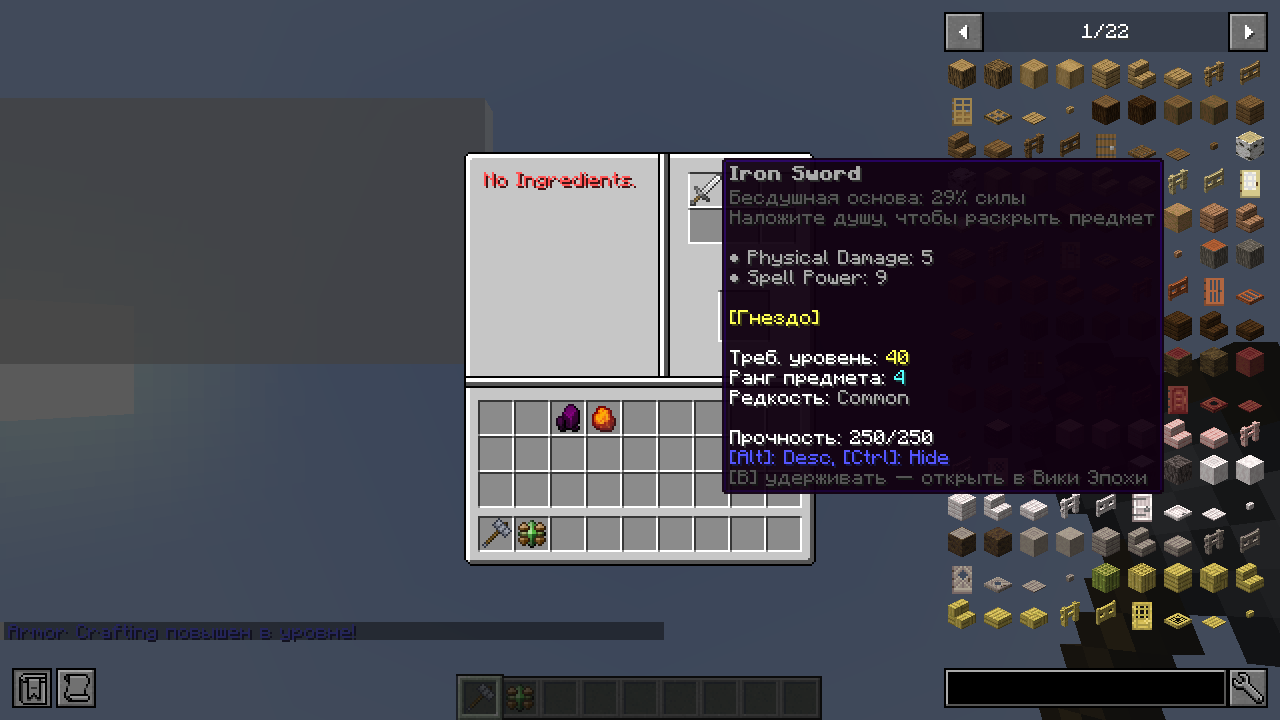 1/22
No Ingredients.
Iron Sword
Бесдушная основа: 29% силы
Наложите душу, чтобы раскрыть предмет
• Physical Damage: 5
• Spell Power: 9
[Гнездо]
Треб. уровень: 40
Ранг предмета: 4
Редкость: Common
Прочность: 250/250
[Alt]: Desc, [Ctrl]: Hide
[B] удерживать — открыть в Вики Эпохи
Armor Crafting повышен в уровне!